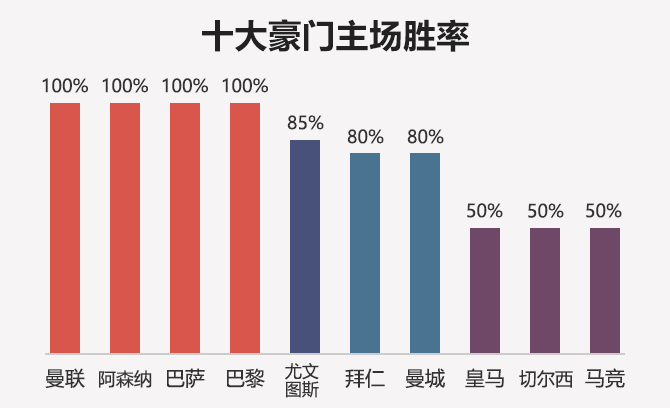 十大豪门主场胜率
100% 100% 100% 100%
85%
80% 80%
50% 50% 50%
曼联 阿森纳 巴萨 巴黎 尤文图斯 拜仁 曼城 皇马 切尔西 马竞